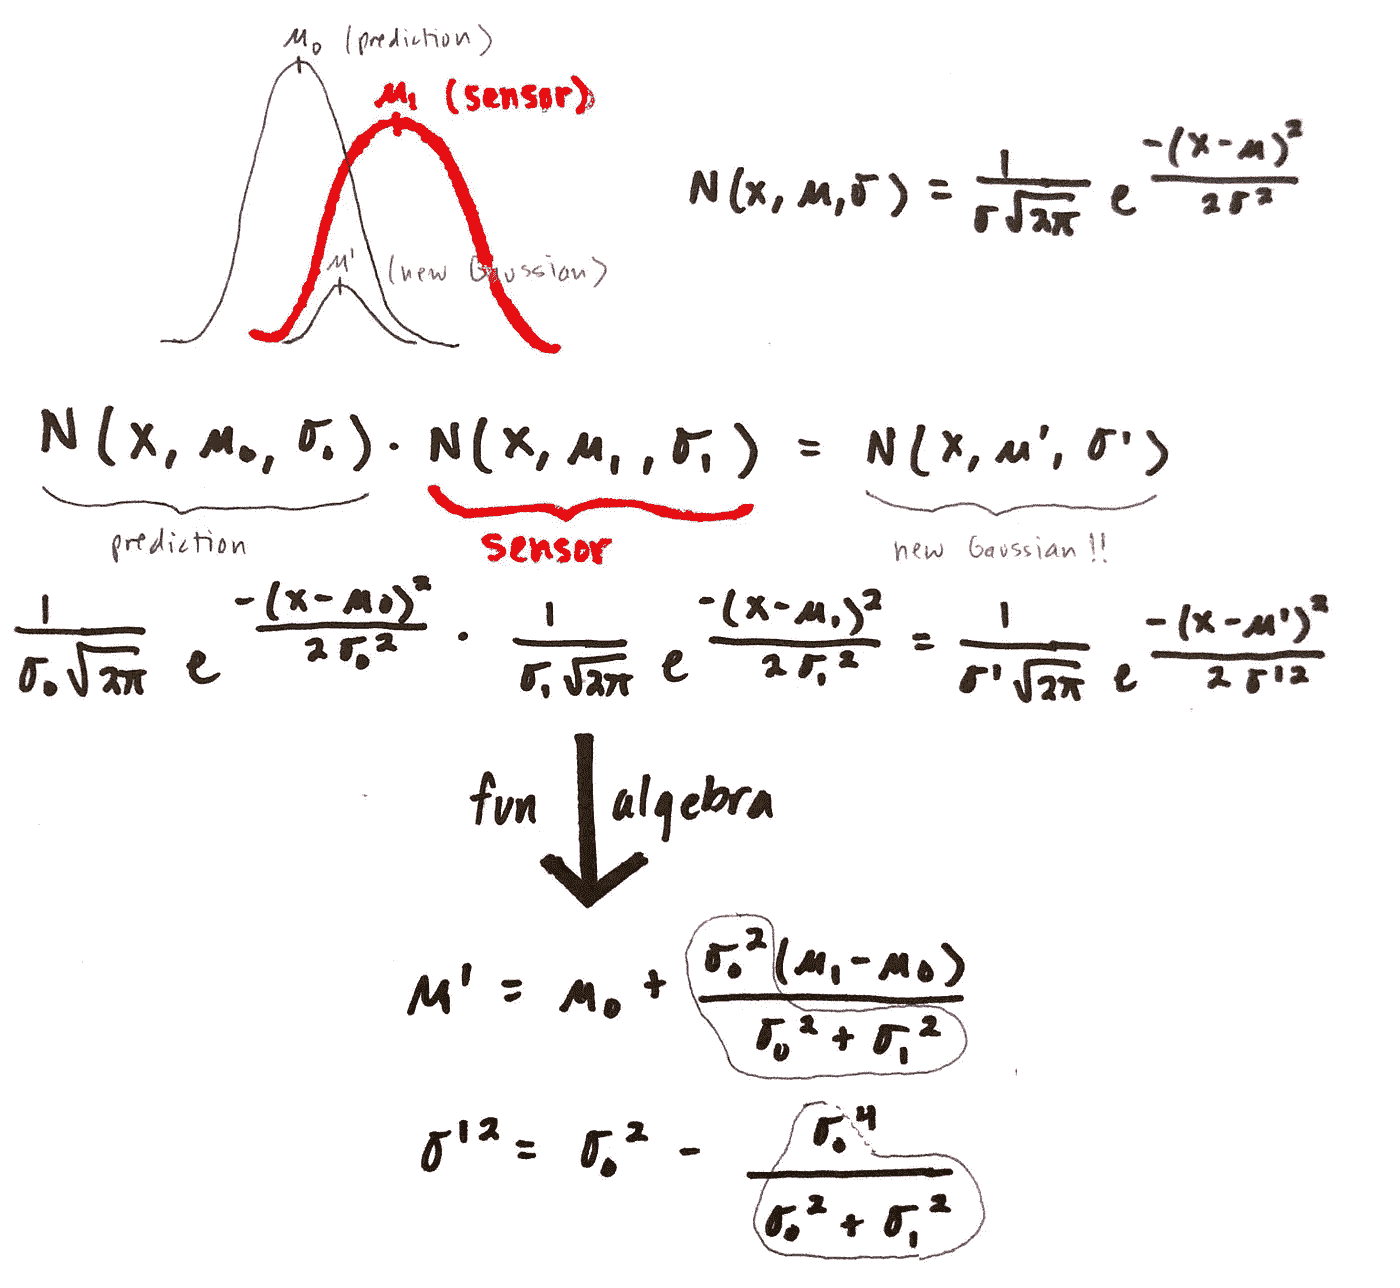 μ₀ (prediction)
μ₁ (sensor)
μ' (new Gaussian)
N(x, μ, σ) = 1/(σ√2π) e^(-(x-μ)²/2σ²)
N(x, μ₀, σ₀) · N(x, μ₁, σ₁) = N(x, μ', σ')
prediction sensor new Gaussian!!
1/(σ₀√2π) e^(-(x-μ₀)²/2σ₀²) · 1/(σ₁√2π) e^(-(x-μ₁)²/2σ₁²) = 1/(σ'√2π) e^(-(x-μ')²/2σ'²)
fun algebra
μ' = μ₀ + σ₀²(μ₁-μ₀)/(σ₀² + σ₁²)
σ'² = σ₀² - σ₀⁴/(σ₀² + σ₁²)